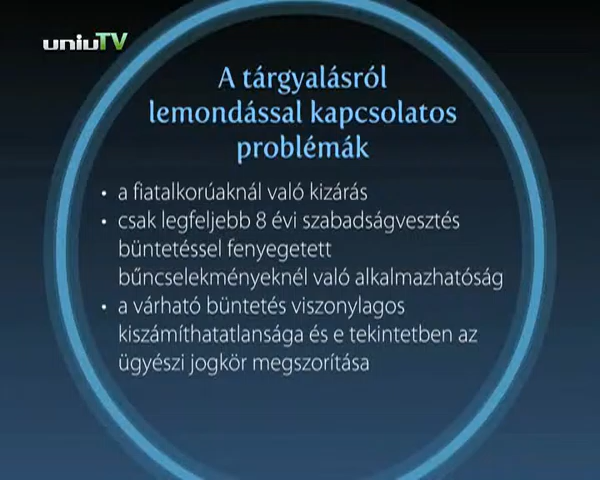 uniuTV
A tárgyalásról
lemondással kapcsolatos
problémák
• a fiatalkorúaknál való kizárás
• csak legfeljebb 8 évi szabadságvesztés
büntetéssel fenyegetett
bűncselekményeknél való alkalmazhatóság
• a várható büntetés viszonylagos
kiszámíthatatlansága és e tekintetben az
ügyészi jogkör megszorítása